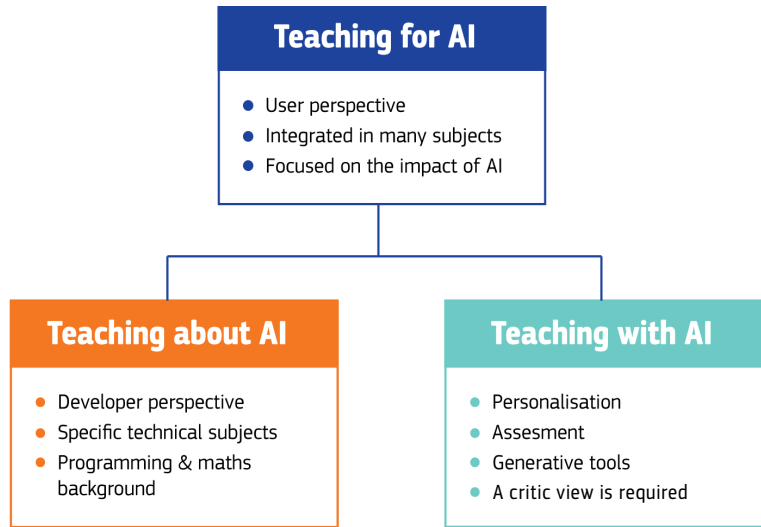 Teaching for AI
User perspective
Integrated in many subjects
Focused on the impact of AI
Teaching about AI
Developer perspective
Specific technical subjects
Programming & maths
background
Teaching with AI
Personalisation
Assesment
Generative tools
A critic view is required